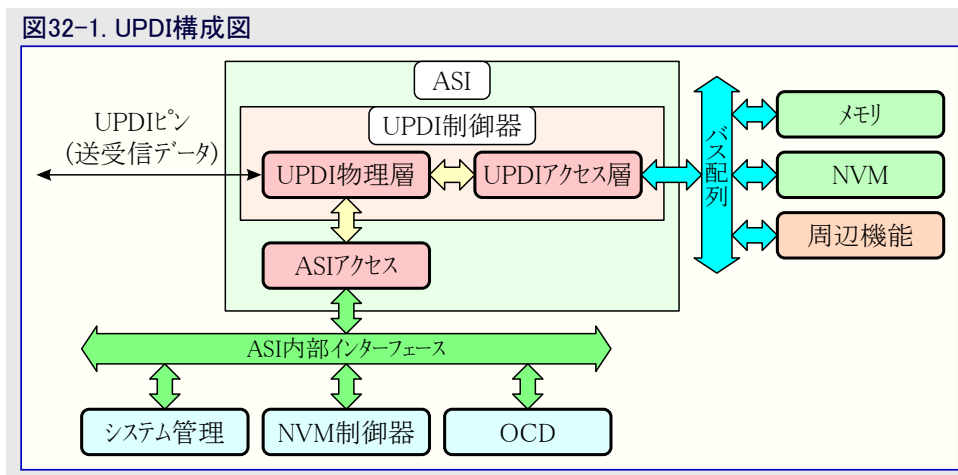 図32-1. UPDI構成図
ASI
UPDI制御器
UPDIピン
(送受信データ)
UPDI物理層
UPDIアクセス層
バス配列
メモリ
NVM
周辺機能
ASIアクセス
ASI内部インターフェース
システム管理
NVM制御器
OCD